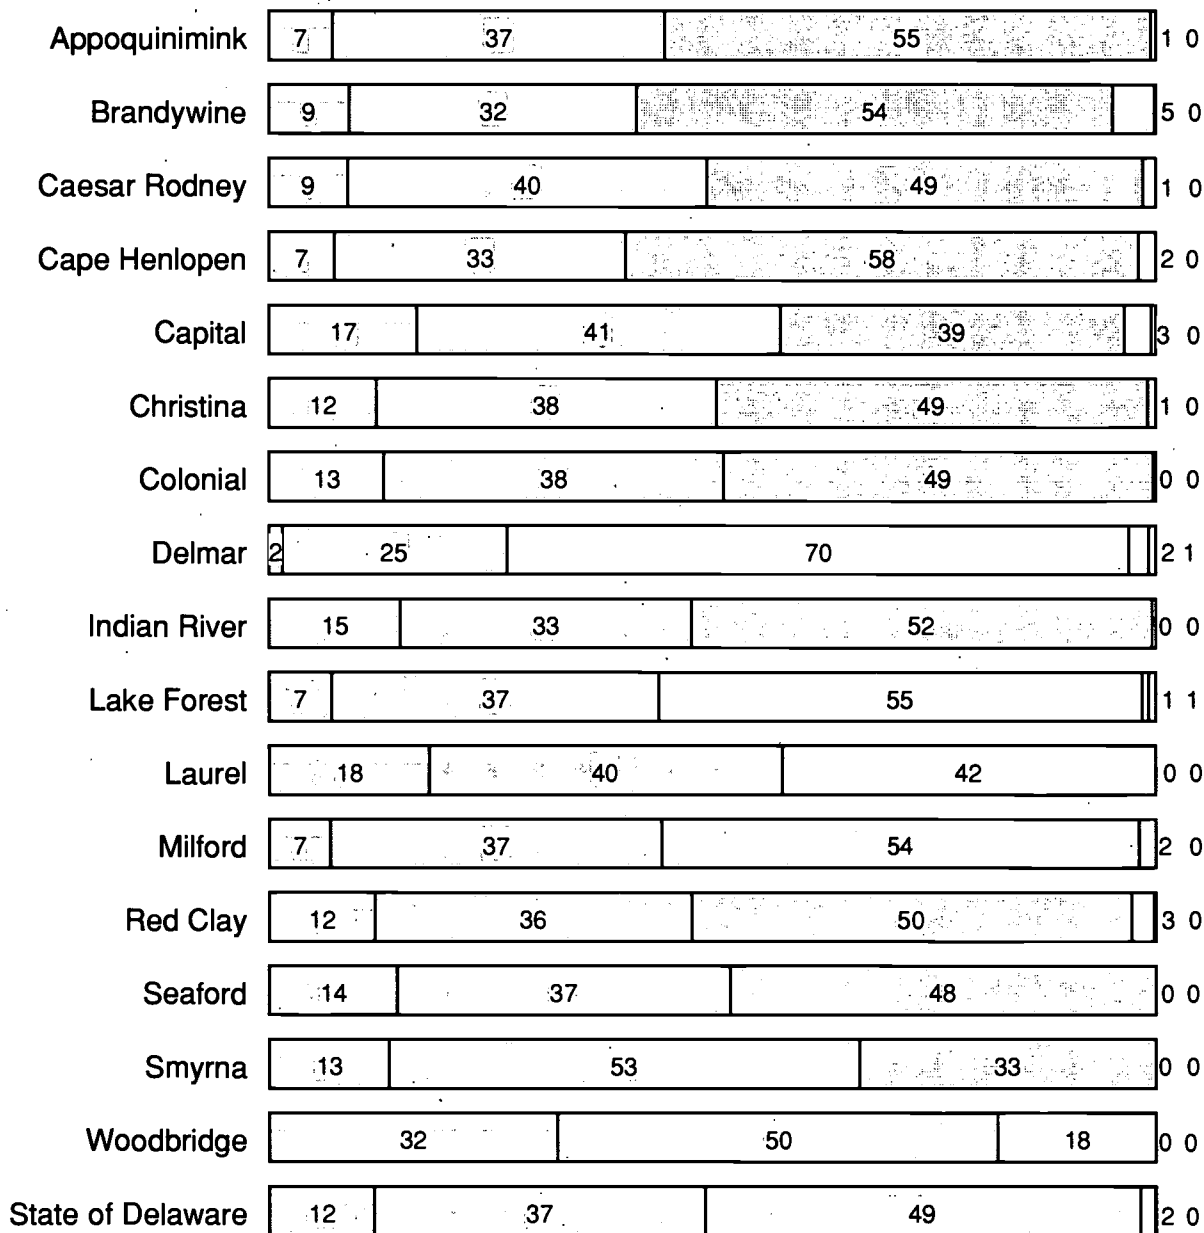 Appoquinimink 7 37 55 1 0
Brandywine 9 32 54 5 0
Caesar Rodney 9 40 49 1 0
Cape Henlopen 7 33 58 2 0
Capital 17 41 39 3 0
Christina 12 38 49 1 0
Colonial 13 38 49 0 0
Delmar 2 25 70 2 1
Indian River 15 33 52 0 0
Lake Forest 7 37 55 1 1
Laurel 18 40 42 0 0
Milford 7 37 54 2 0
Red Clay 12 36 50 3 0
Seaford 14 37 48 0 0
Smyrna 13 53 33 0 0
Woodbridge 32 50 18 0 0
State of Delaware 12 37 49 2 0